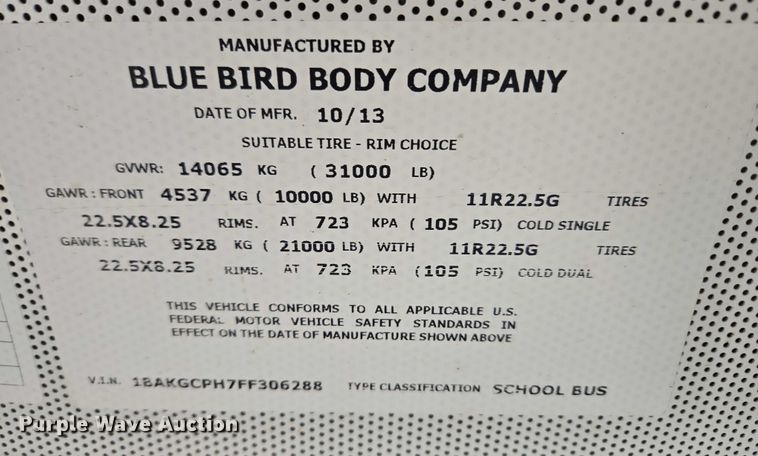 MANUFACTURED BY
BLUE BIRD BODY COMPANY
DATE OF MFR. 10/13
SUITABLE TIRE - RIM CHOICE
GVWR: 14065 KG ( 31000 LB)
GAWR : FRONT 4537 KG ( 10000 LB) WITH 11R22.5G TIRES
22.5X8.25 RIMS. AT 723 KPA ( 105 PSI) COLD SINGLE
GAWR : REAR 9528 KG ( 21000 LB) WITH 11R22.5G TIRES
22.5X8.25 RIMS. AT 723 KPA (105 PSI) COLD DUAL
THIS VEHICLE CONFORMS TO ALL APPLICABLE U.S.
FEDERAL MOTOR VEHICLE SAFETY STANDARDS IN
EFFECT ON THE DATE OF MANUFACTURE SHOWN ABOVE
V.I.N. 1BAKGCPH7FF306288 TYPE CLASSIFICATION SCHOOL BUS
Purple Wave Auction